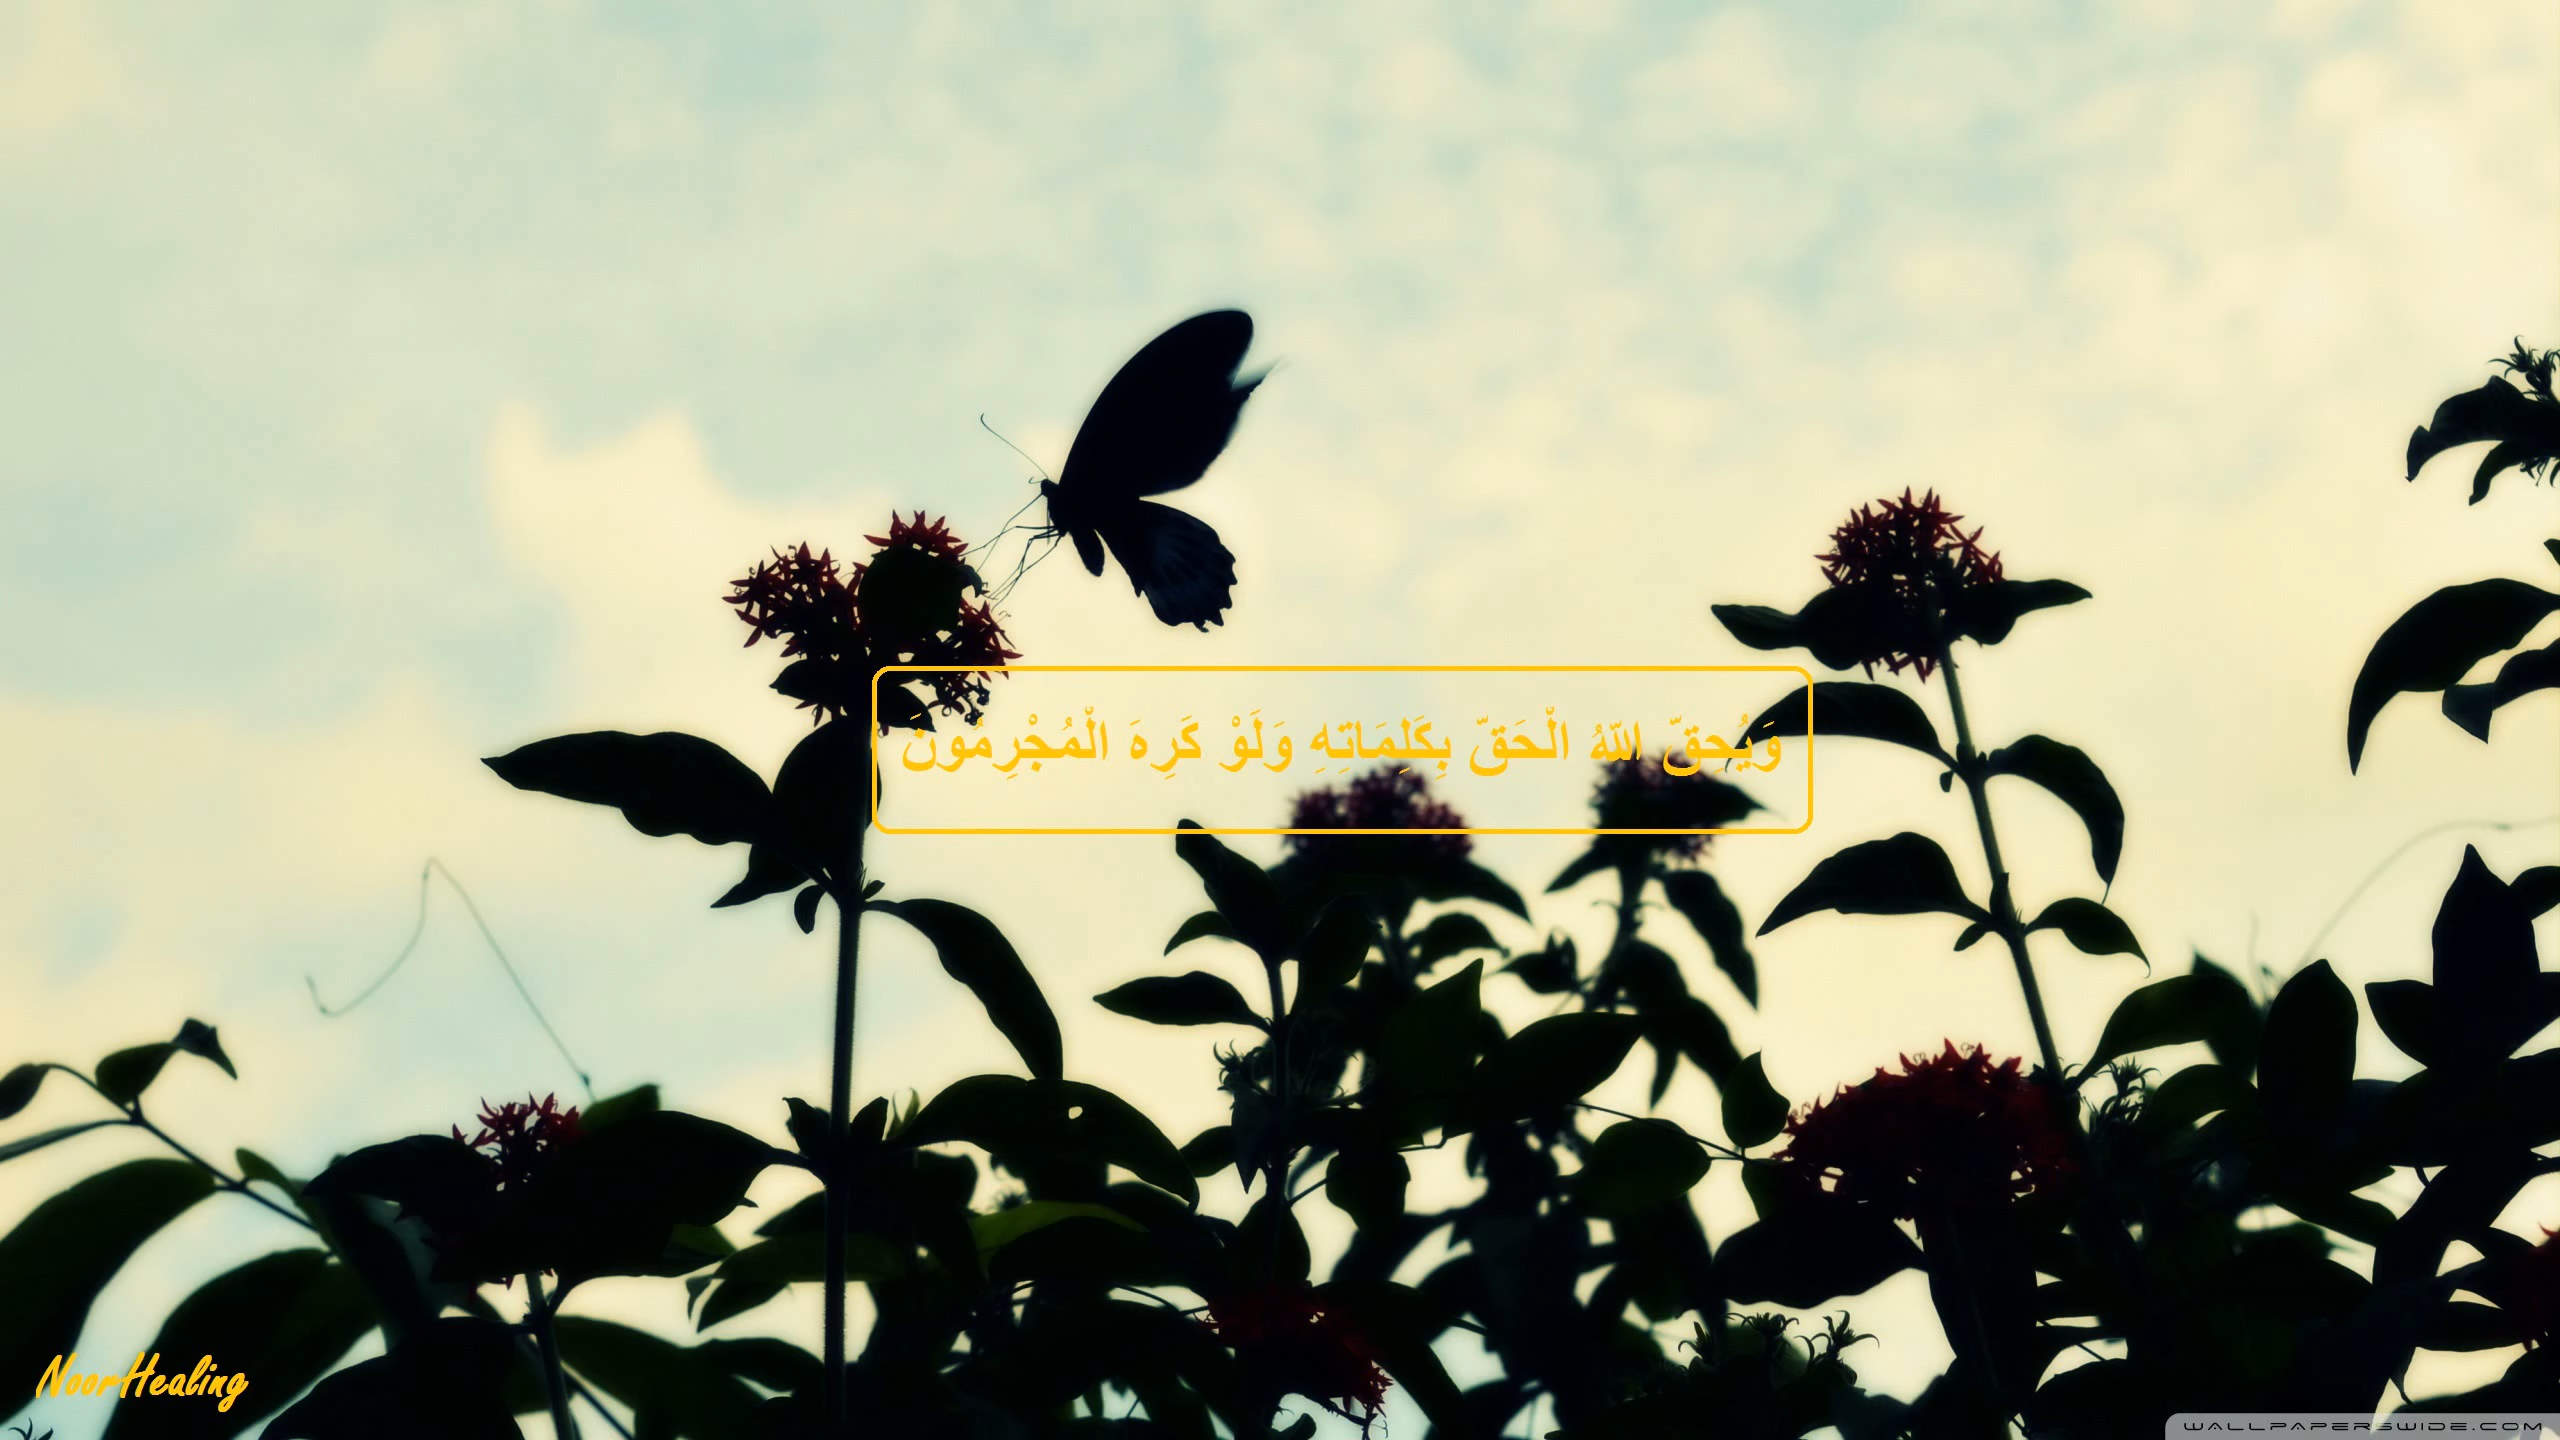 وَيُحِقّ اللّهُ الْحَقّ بِكَلِمَاتِهِ وَلَوْ كَرِهَ الْمُجْرِمُونَ
NoorHealing
WALLPAPERSWIDE.COM